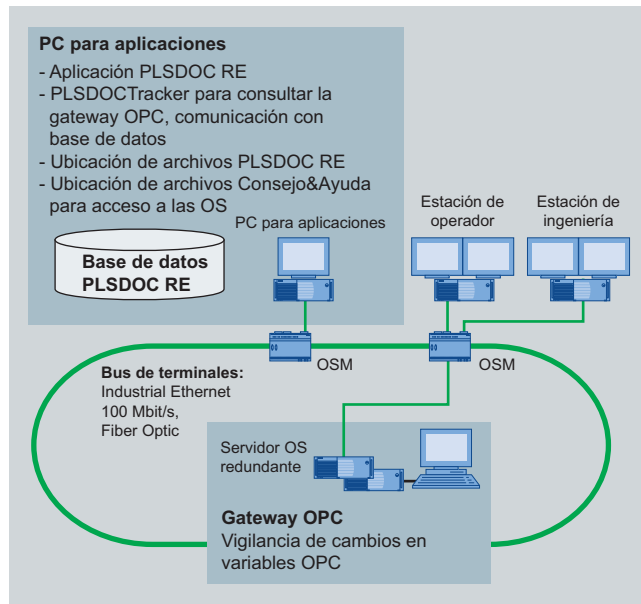 PC para aplicaciones
- Aplicación PLSDOC RE
- PLSDOCTracker para consultar la
gateway OPC, comunicación con
base de datos
- Ubicación de archivos PLSDOC RE
- Ubicación de archivos Consejo&Ayuda
para acceso a las OS
PC para aplicaciones
Base de datos
PLSDOC RE
Estación de
operador
Estación de
ingeniería
OSM
OSM
Bus de terminales:
Industrial Ethernet
100 Mbit/s,
Fiber Optic
Servidor OS
redundante
Gateway OPC
Vigilancia de cambios en
variables OPC